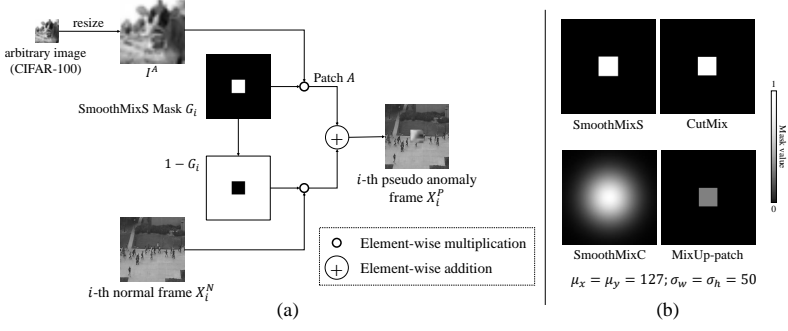 resize
arbitrary image
(CIFAR-100)
I^A
Patch A
SmoothMixS Mask G_i
1 − G_i
i-th pseudo anomaly
frame X_i^P
i-th normal frame X_i^N
Element-wise multiplication
Element-wise addition
(a)
SmoothMixS
CutMix
1
Mask value
0
SmoothMixC
MixUp-patch
μ_x = μ_y = 127; σ_w = σ_h = 50
(b)